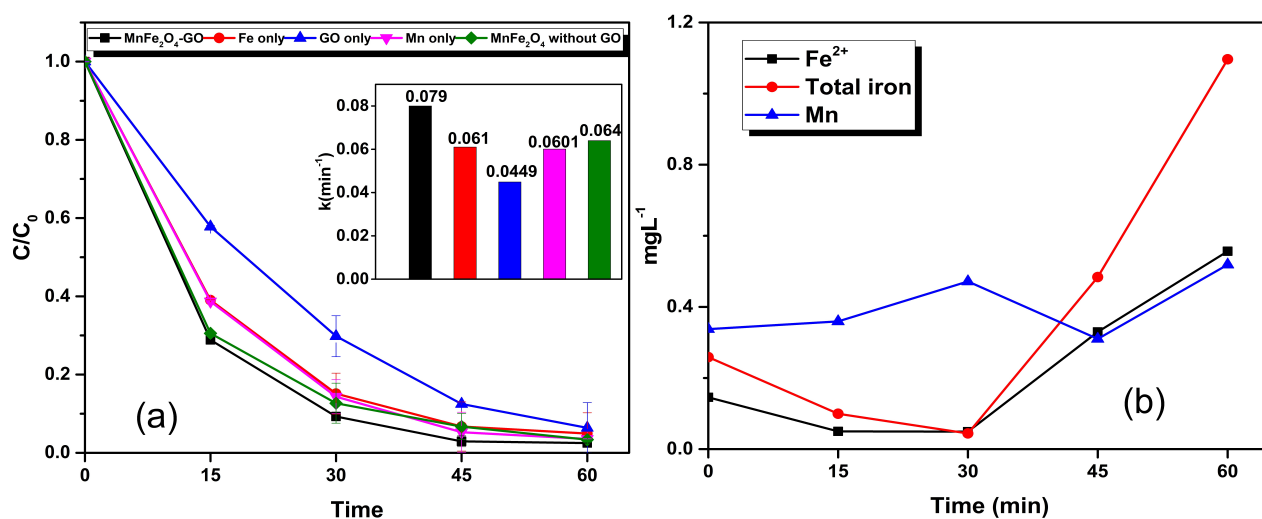 MnFe₂O₄-GO Fe only GO only Mn only MnFe₂O₄ without GO
1.0
0.8
0.6
0.4
0.2
0.0
C/C₀
0 15 30 45 60
Time
(a)
0.08
0.06
0.04
0.02
0.00
k(min⁻¹)
0.079
0.061
0.0449
0.0601
0.064
1.2
0.8
0.4
0.0
mgL⁻¹
Fe²⁺
Total iron
Mn
(b)
0 15 30 45 60
Time (min)